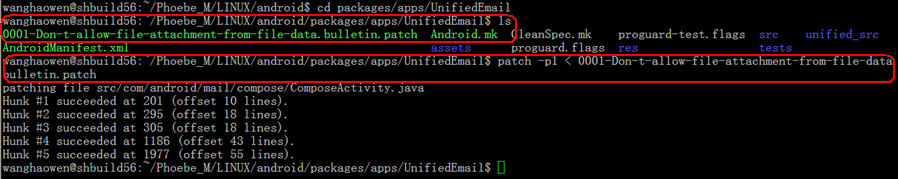 wanghaowen@shbuild56:~/Phoebe_M/LINUX/android$ cd packages/apps/UnifiedEmail
wanghaowen@shbuild56:~/Phoebe_M/LINUX/android/packages/apps/UnifiedEmail$ ls
0001-Don-t-allow-file-attachment-from-file-data.bulletin.patch  Android.mk  CleanSpec.mk  proguard-test.flags  src  unified_src
AndroidManifest.xml  assets  proguard.flags  res  tests
wanghaowen@shbuild56:~/Phoebe_M/LINUX/android/packages/apps/UnifiedEmail$ patch -p1 < 0001-Don-t-allow-file-attachment-from-file-data
bulletin.patch
patching file src/com/android/mail/compose/ComposeActivity.java
Hunk #1 succeeded at 201 (offset 10 lines).
Hunk #2 succeeded at 295 (offset 18 lines).
Hunk #3 succeeded at 305 (offset 18 lines).
Hunk #4 succeeded at 1186 (offset 43 lines).
Hunk #5 succeeded at 1977 (offset 55 lines).
wanghaowen@shbuild56:~/Phoebe_M/LINUX/android/packages/apps/UnifiedEmail$